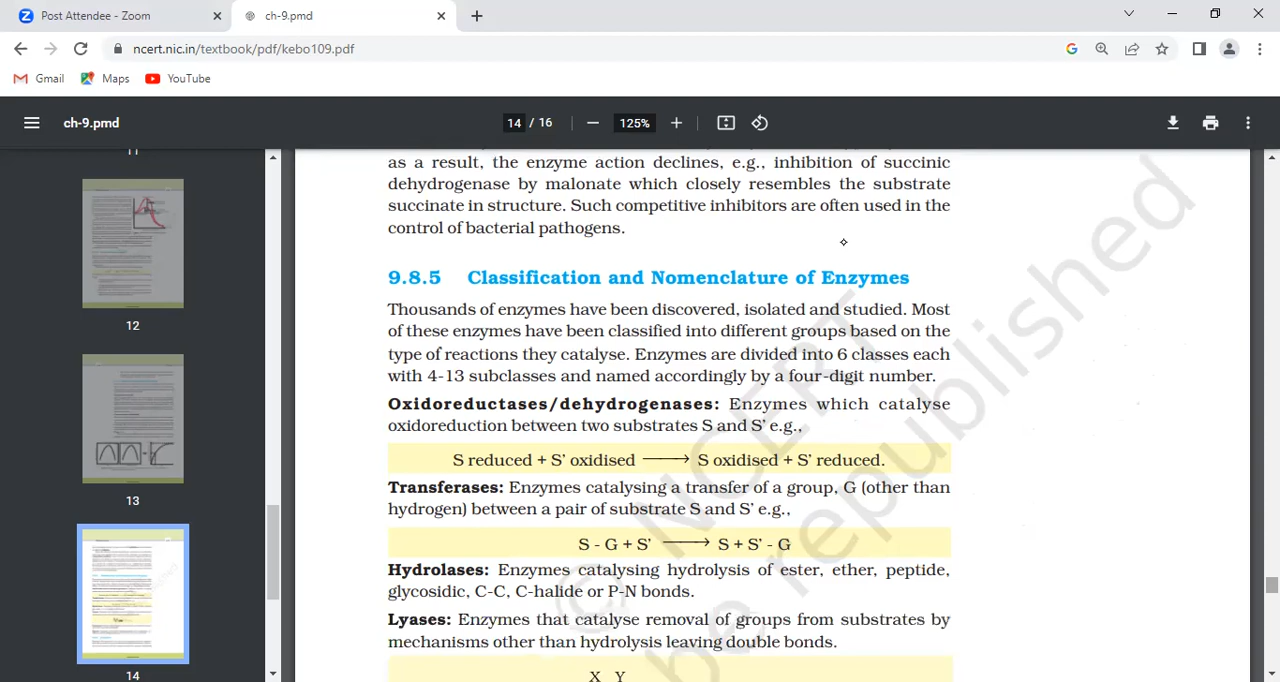 Post Attendee - Zoom
ch-9.pmd
ncert.nic.in/textbook/pdf/kebo109.pdf
Gmail
Maps
YouTube
ch-9.pmd
14 / 16
125%
11
12
13
14
as a result, the enzyme action declines, e.g., inhibition of succinic
dehydrogenase by malonate which closely resembles the substrate
succinate in structure. Such competitive inhibitors are often used in the
control of bacterial pathogens.
9.8.5 Classification and Nomenclature of Enzymes
Thousands of enzymes have been discovered, isolated and studied. Most
of these enzymes have been classified into different groups based on the
type of reactions they catalyse. Enzymes are divided into 6 classes each
with 4-13 subclasses and named accordingly by a four-digit number.
Oxidoreductases/dehydrogenases: Enzymes which catalyse
oxidoreduction between two substrates S and S’ e.g.,
S reduced + S’ oxidised ⟶ S oxidised + S’ reduced.
Transferases: Enzymes catalysing a transfer of a group, G (other than
hydrogen) between a pair of substrate S and S’ e.g.,
S - G + S’ ⟶ S + S’ - G
Hydrolases: Enzymes catalysing hydrolysis of ester, ether, peptide,
glycosidic, C-C, C-halide or P-N bonds.
Lyases: Enzymes that catalyse removal of groups from substrates by
mechanisms other than hydrolysis leaving double bonds.
X Y
NCERT
be republished